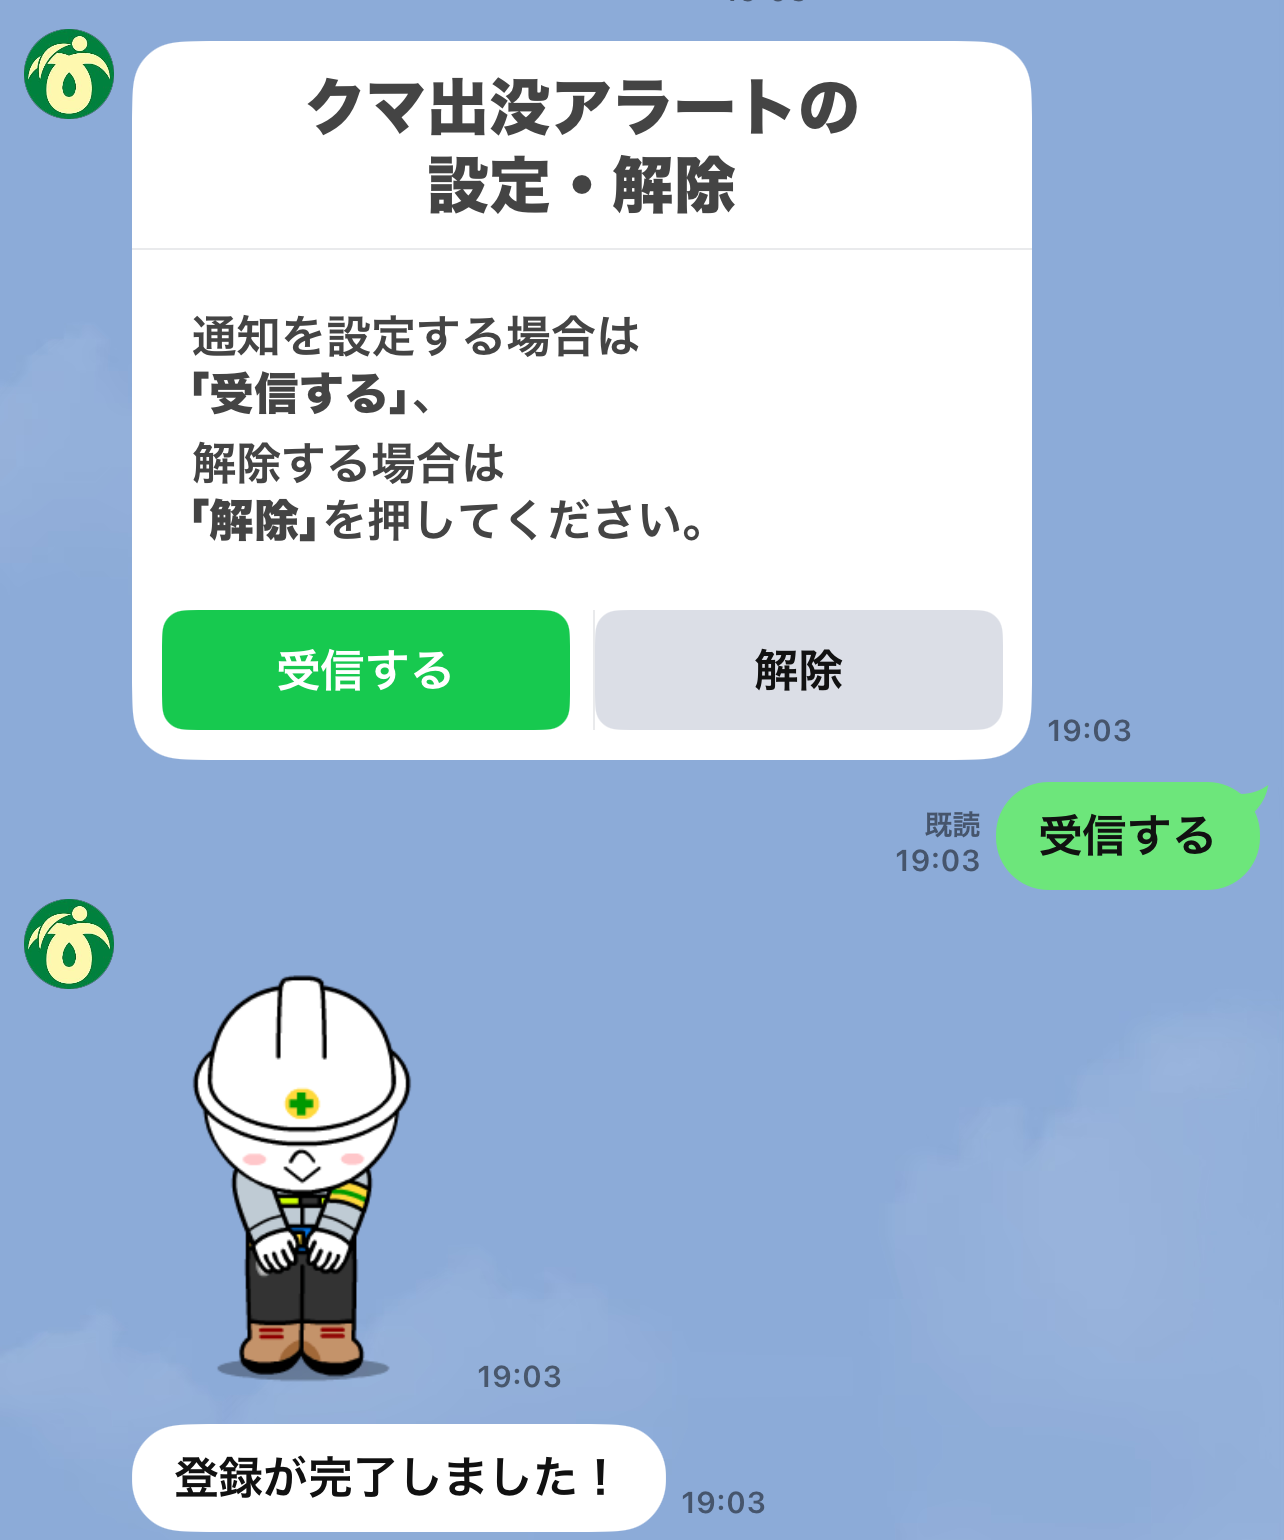 クマ出没アラートの
設定・解除
通知を設定する場合は
「受信する」、
解除する場合は
「解除」を押してください。
受信する
解除
19:03
既読
19:03
受信する
19:03
登録が完了しました！
19:03